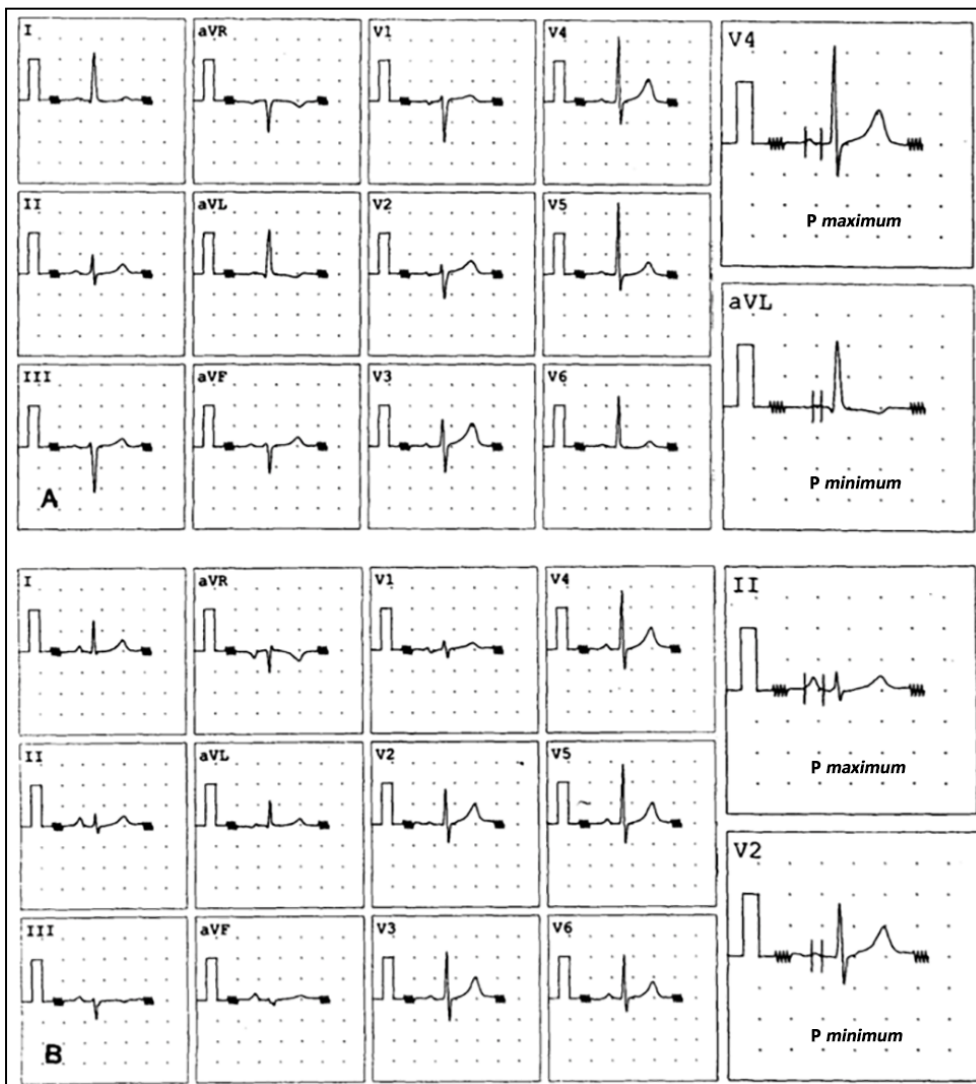 I
aVR
V1
V4
II
aVL
V2
V5
III
aVF
V3
V6
A
V4
P maximum
aVL
P minimum
I
aVR
V1
V4
II
aVL
V2
V5
III
aVF
V3
V6
B
II
P maximum
V2
P minimum